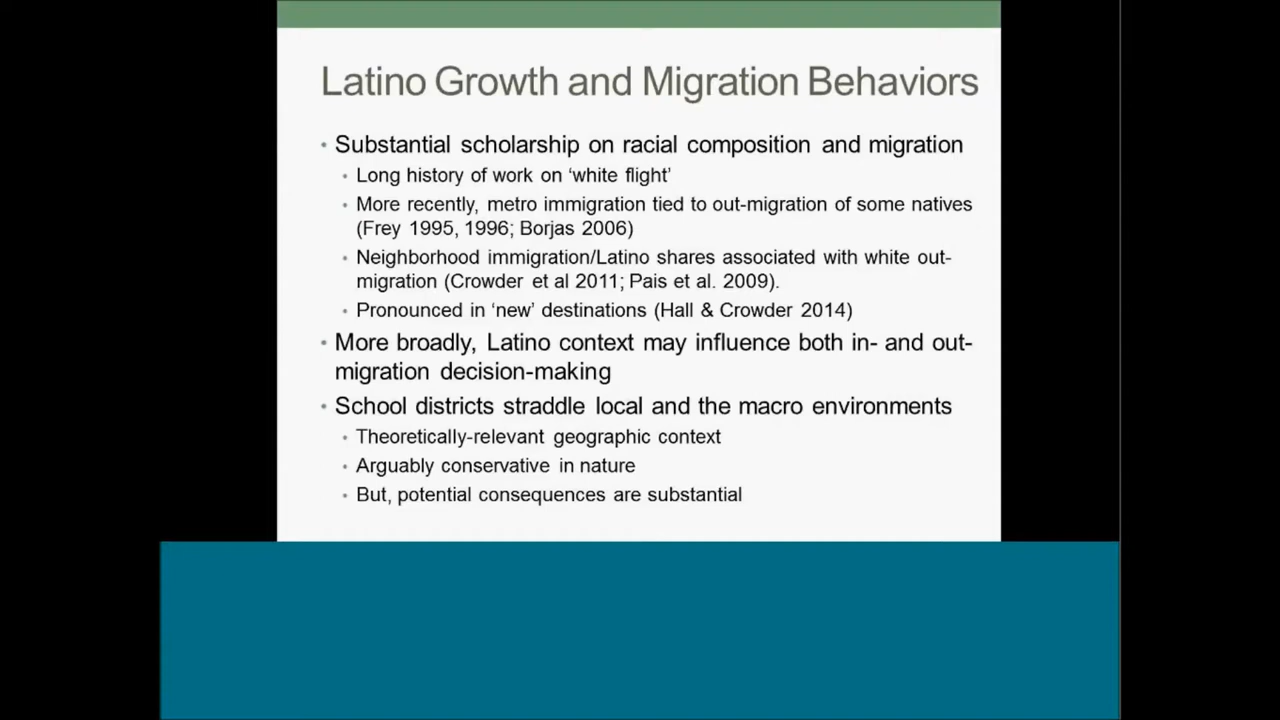 Latino Growth and Migration Behaviors
• Substantial scholarship on racial composition and migration
• Long history of work on ‘white flight’
• More recently, metro immigration tied to out-migration of some natives
(Frey 1995, 1996; Borjas 2006)
• Neighborhood immigration/Latino shares associated with white out-
migration (Crowder et al 2011; Pais et al. 2009).
• Pronounced in ‘new’ destinations (Hall & Crowder 2014)
• More broadly, Latino context may influence both in- and out-
migration decision-making
• School districts straddle local and the macro environments
• Theoretically-relevant geographic context
• Arguably conservative in nature
• But, potential consequences are substantial